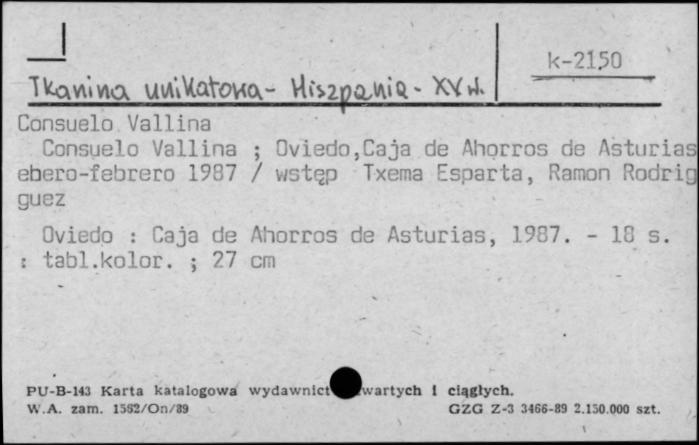 k-2150
Tkanina unikatowa - Hiszpania - XX w.
Consuelo Vallina
Consuelo Vallina ; Oviedo,Caja de Ahorros de Asturias
enero-febrero 1987 / wstęp Txema Esparta, Ramon Rodrig
guez
Oviedo : Caja de Ahorros de Asturias, 1987. - 18 s.
: tabl.kolor. ; 27 cm
PU-B-143 Karta katalogowa wydawnict wartych i ciągłych.
W.A. zam. 1562/On/89 GZG Z-3 3466-89 2.150.000 szt.